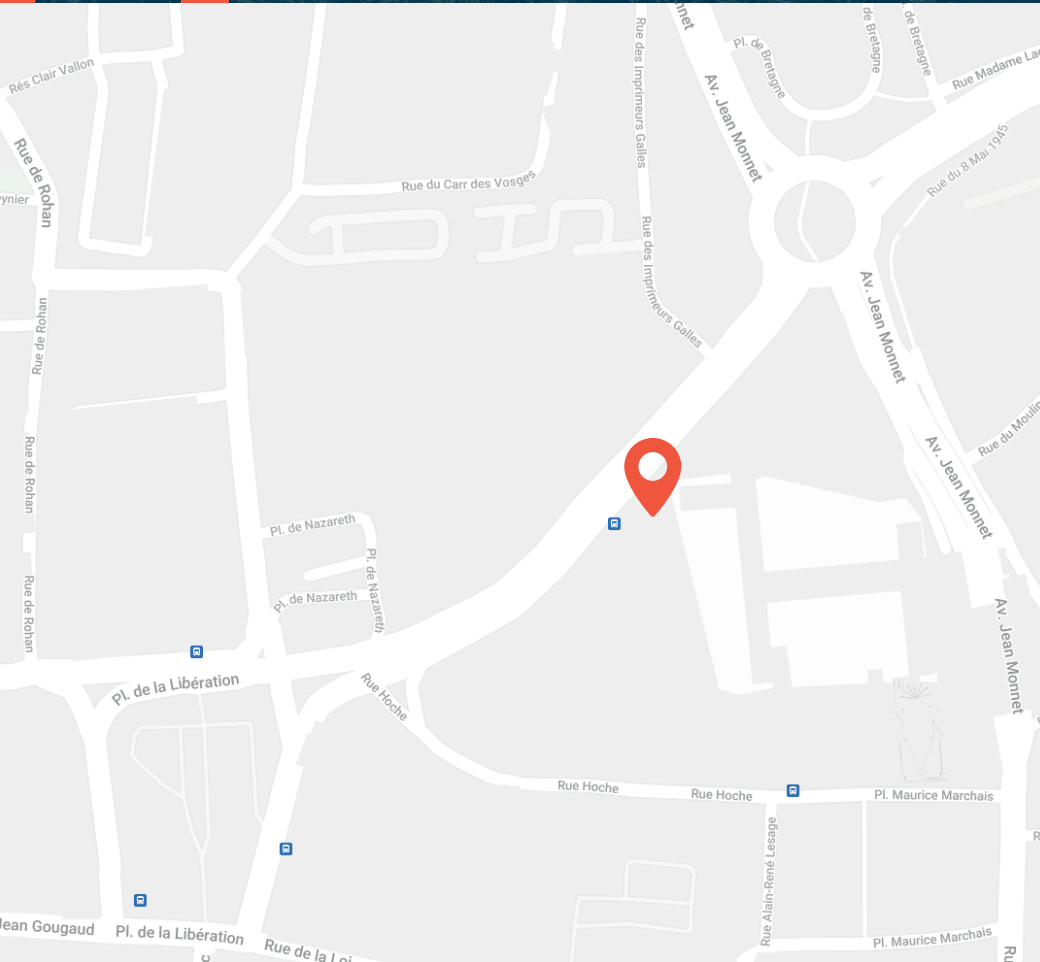 Pl. de Bretagne
de Bretagne
de Bretagne
Rés Clair Vallon
Rue des Imprimeurs Galles
Av. Jean Monnet
Rue Madame
Rue de Rohan
Rue du 8 Mai 1945
Rue du Carr des Vosges
Rue des Imprimeurs Galles
Av. Jean Monnet
Rue de Rohan
Rue du Moulin
Rue de Rohan
Av. Jean Monnet
Pl. de Nazareth
Pl. de Nazareth
Rue de Rohan
Pl. de Nazareth
Av. Jean Monnet
Pl. de la Libération
Rue Hoche
Rue Hoche
Rue Hoche
Pl. Maurice Marchais
Rue Alain-René Lesage
Jean Gougaud
Pl. de la Libération
Rue de la Loi
Pl. Maurice Marchais